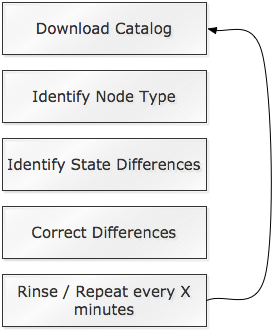 Download Catalog
Identify Node Type
Identify State Differences
Correct Differences
Rinse / Repeat every X
minutes